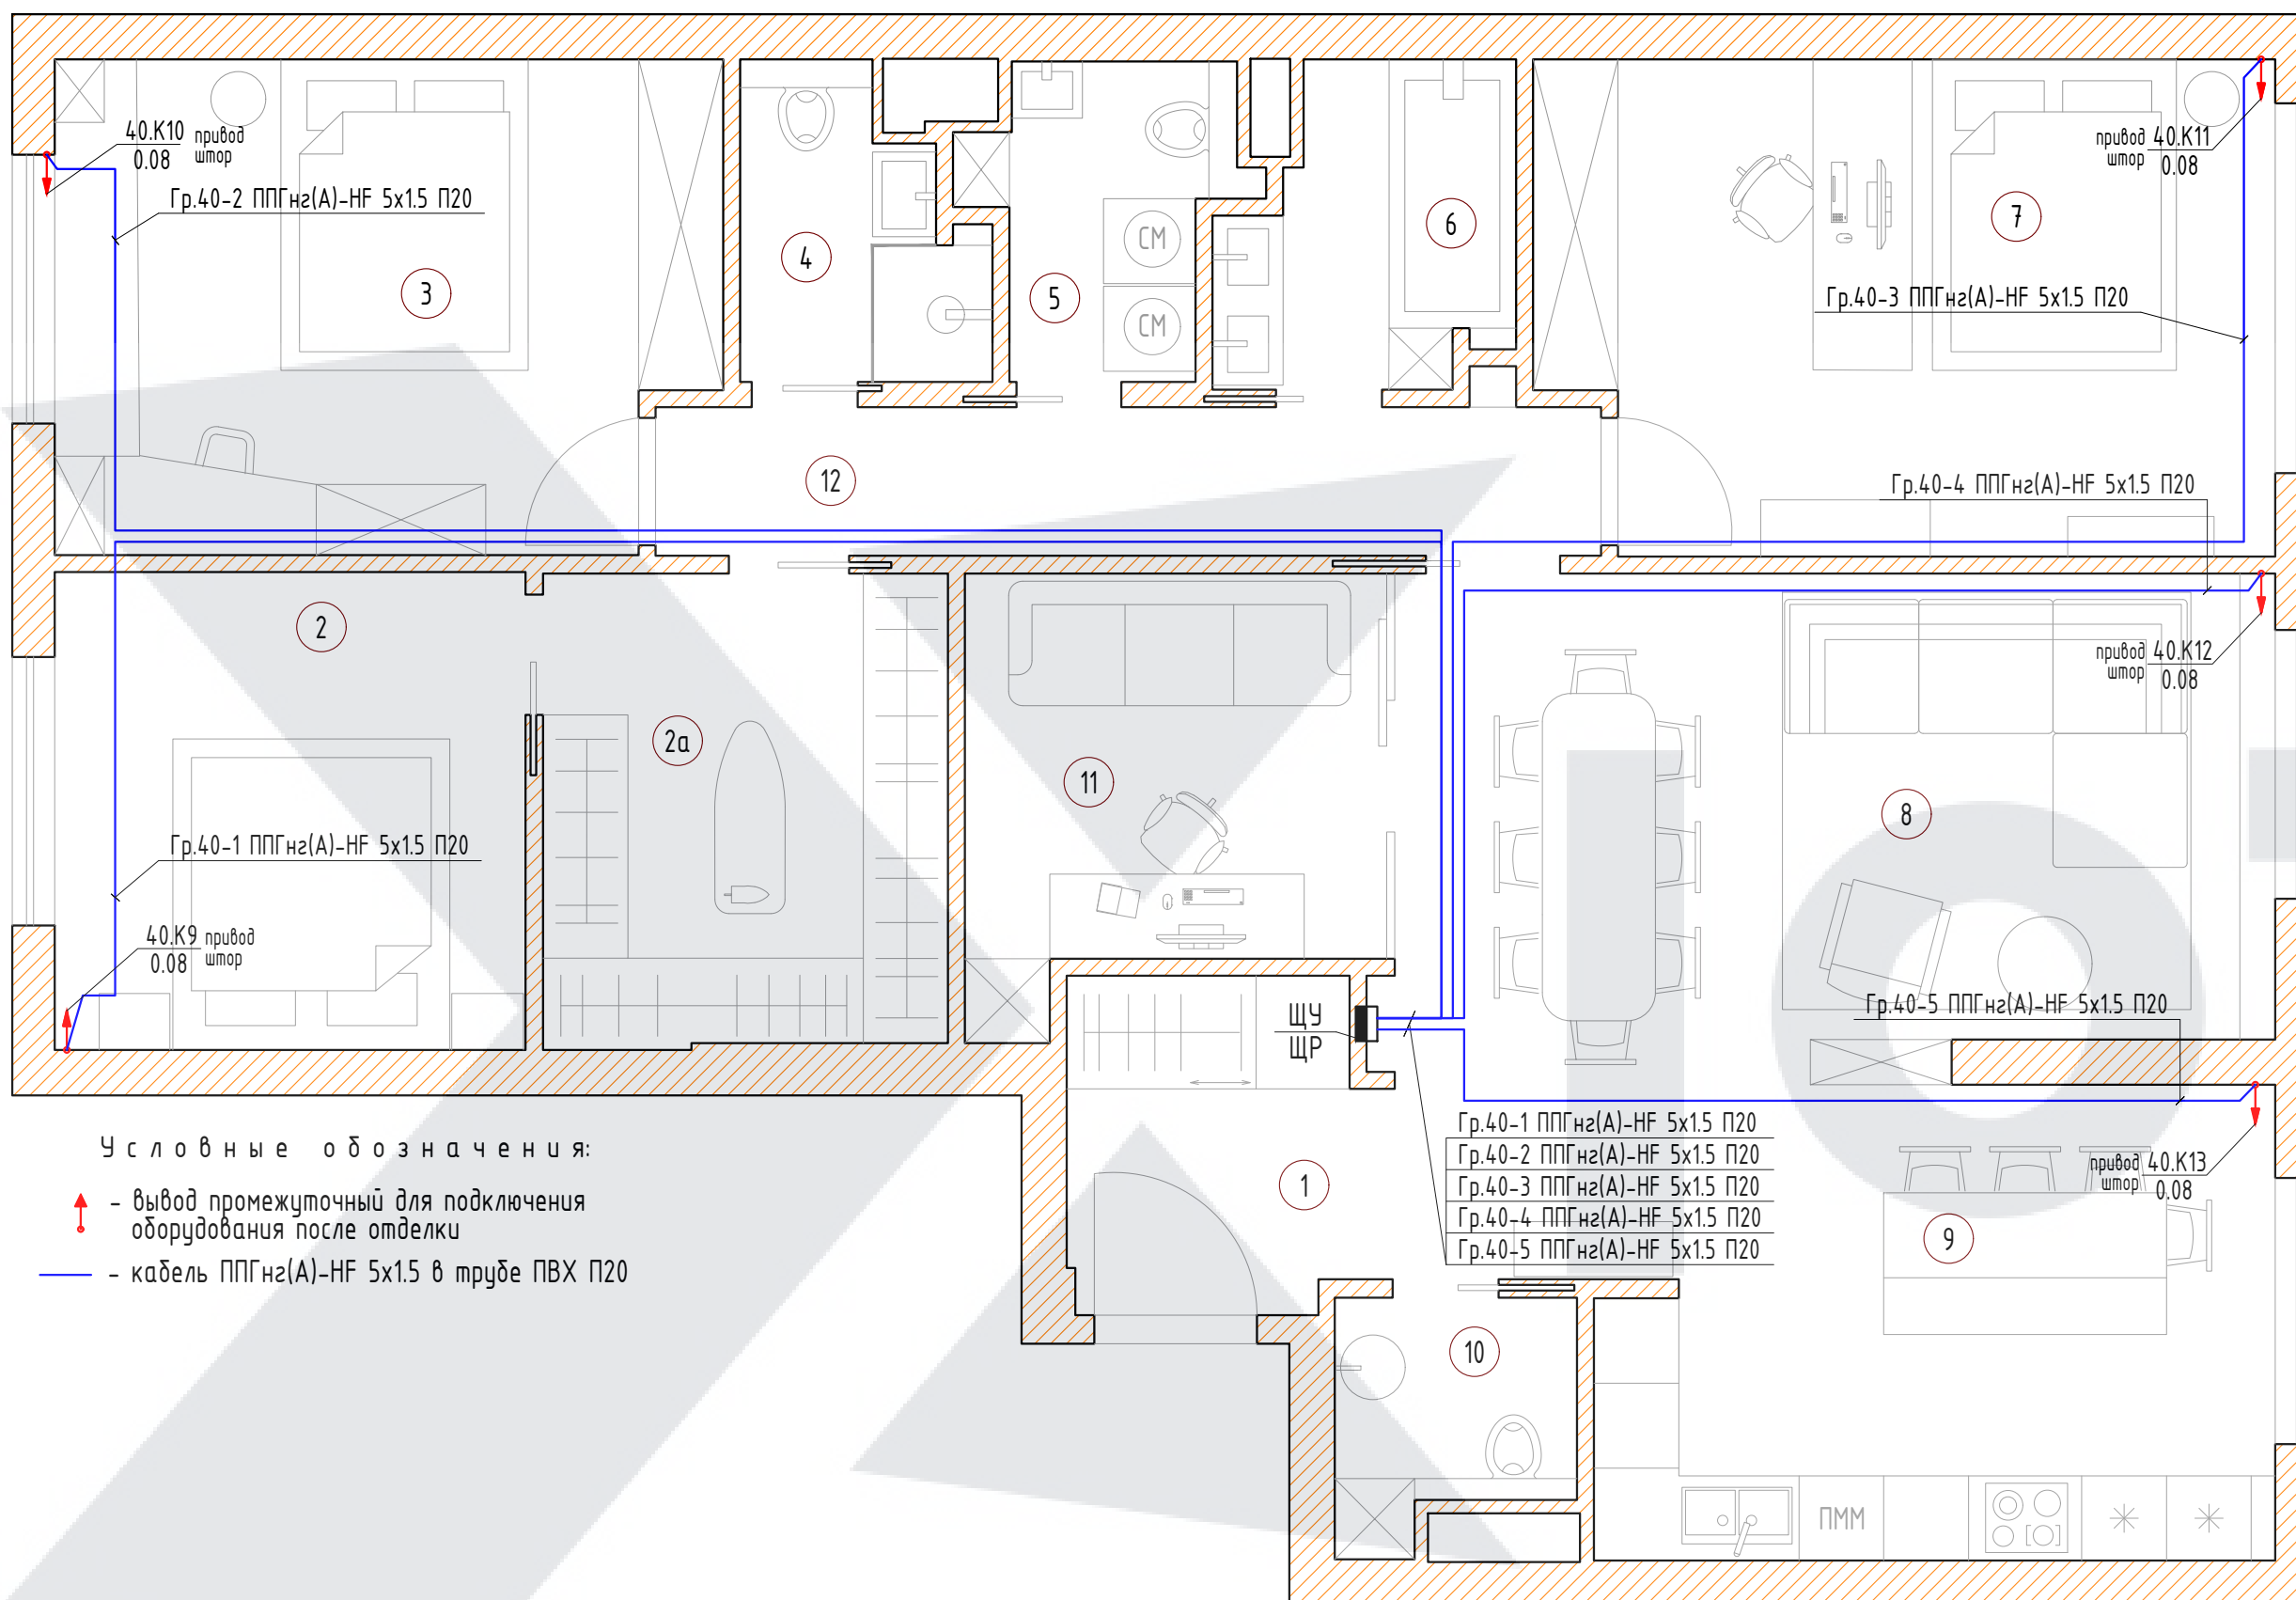 40.К10 привод
0.08 штор
Гр.40-2 ППГнг(А)-HF 5х1.5 П20
3
4
5
СМ
СМ
6
7
привод 40.К11
штор 0.08
Гр.40-3 ППГнг(А)-HF 5х1.5 П20
12
Гр.40-4 ППГнг(А)-HF 5х1.5 П20
2
2а
11
8
привод 40.К12
штор 0.08
Гр.40-1 ППГнг(А)-HF 5х1.5 П20
40.К9 привод
0.08 штор
ЩУ
ЩР
Гр.40-5 ППГнг(А)-HF 5х1.5 П20
Гр.40-1 ППГнг(А)-HF 5х1.5 П20
Гр.40-2 ППГнг(А)-HF 5х1.5 П20
Гр.40-3 ППГнг(А)-HF 5х1.5 П20
Гр.40-4 ППГнг(А)-HF 5х1.5 П20
Гр.40-5 ППГнг(А)-HF 5х1.5 П20
1
привод 40.К13
штор 0.08
9
10
ПММ
Условные обозначения:
- вывод промежуточный для подключения
оборудования после отделки
- кабель ППГнг(А)-HF 5х1.5 в трубе ПВХ П20